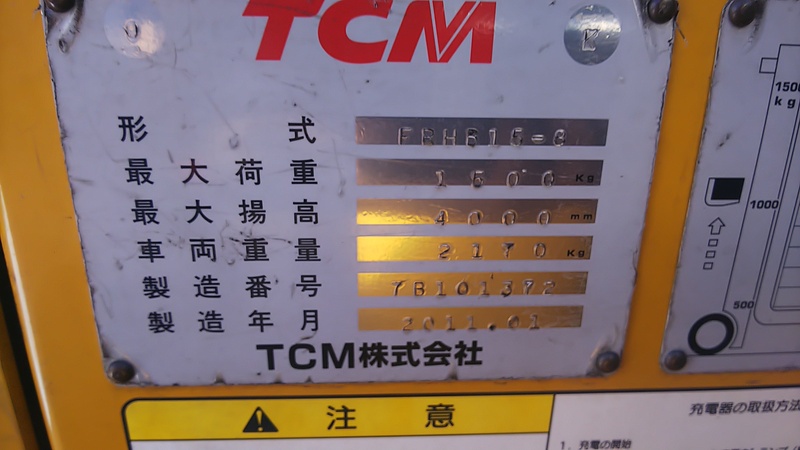 TCM
形式 FBHB15-8
最大荷重 1500 Kg
最大揚高 4000 mm
車両重量 2170 Kg
製造番号 7B101372
製造年月 2011.01
TCM株式会社
注意
1500
kg
1000
500
充電器の取扱方法
1. 充電の開始